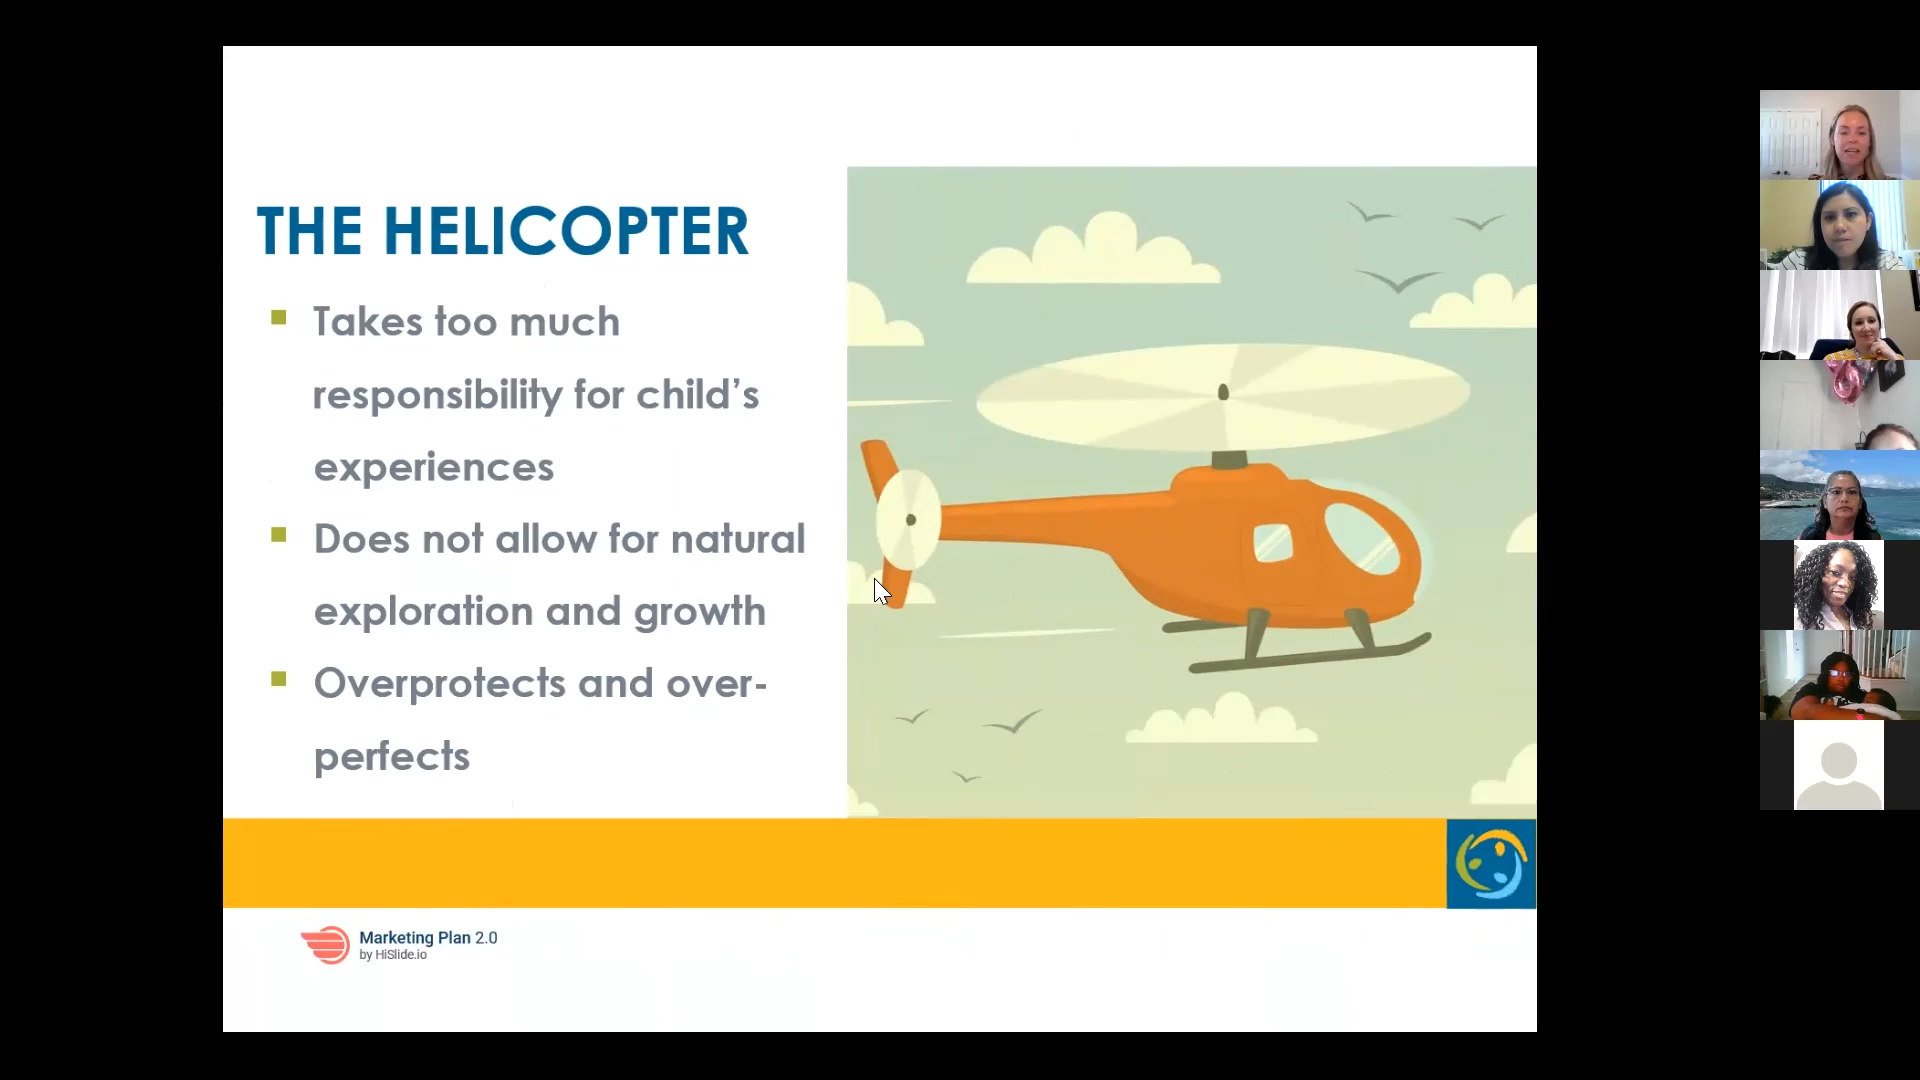 THE HELICOPTER
Takes too much
responsibility for child’s
experiences
Does not allow for natural
exploration and growth
Overprotects and over-
perfects
Marketing Plan 2.0
by HiSlide.io